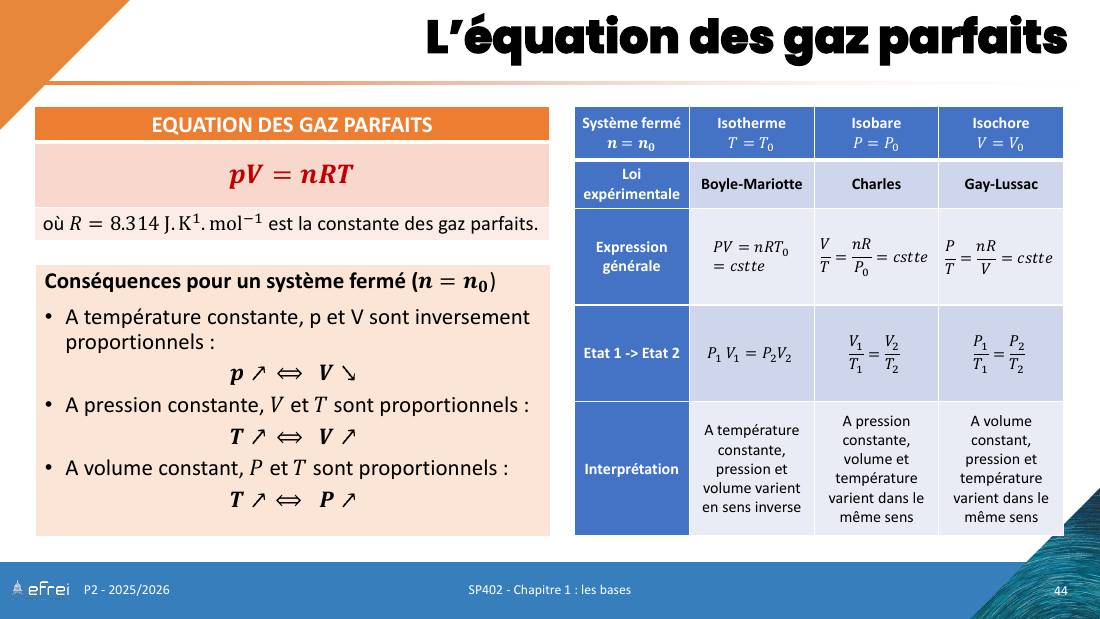 L'équation des gaz parfaits
EQUATION DES GAZ PARFAITS
pV = nRT
où R = 8.314 J.K¹.mol⁻¹ est la constante des gaz parfaits.
Conséquences pour un système fermé (n = n₀)
• A température constante, p et V sont inversement
proportionnels :
p ↗ ⟺ V ↘
• A pression constante, V et T sont proportionnels :
T ↗ ⟺ V ↗
• A volume constant, P et T sont proportionnels :
T ↗ ⟺ P ↗
Système fermé
n = n₀
Isotherme
T = T₀
Isobare
P = P₀
Isochore
V = V₀
Loi
expérimentale
Boyle-Mariotte
Charles
Gay-Lussac
Expression
générale
PV = nRT₀
= cstte
V/T = nR/P₀ = cstte
P/T = nR/V = cstte
Etat 1 -> Etat 2
P₁ V₁ = P₂V₂
V₁/T₁ = V₂/T₂
P₁/T₁ = P₂/T₂
Interprétation
A température
constante,
pression et
volume varient
en sens inverse
A pression
constante,
volume et
température
varient dans le
même sens
A volume
constant,
pression et
température
varient dans le
même sens
efrei
P2 - 2025/2026
SP402 - Chapitre 1 : les bases
44